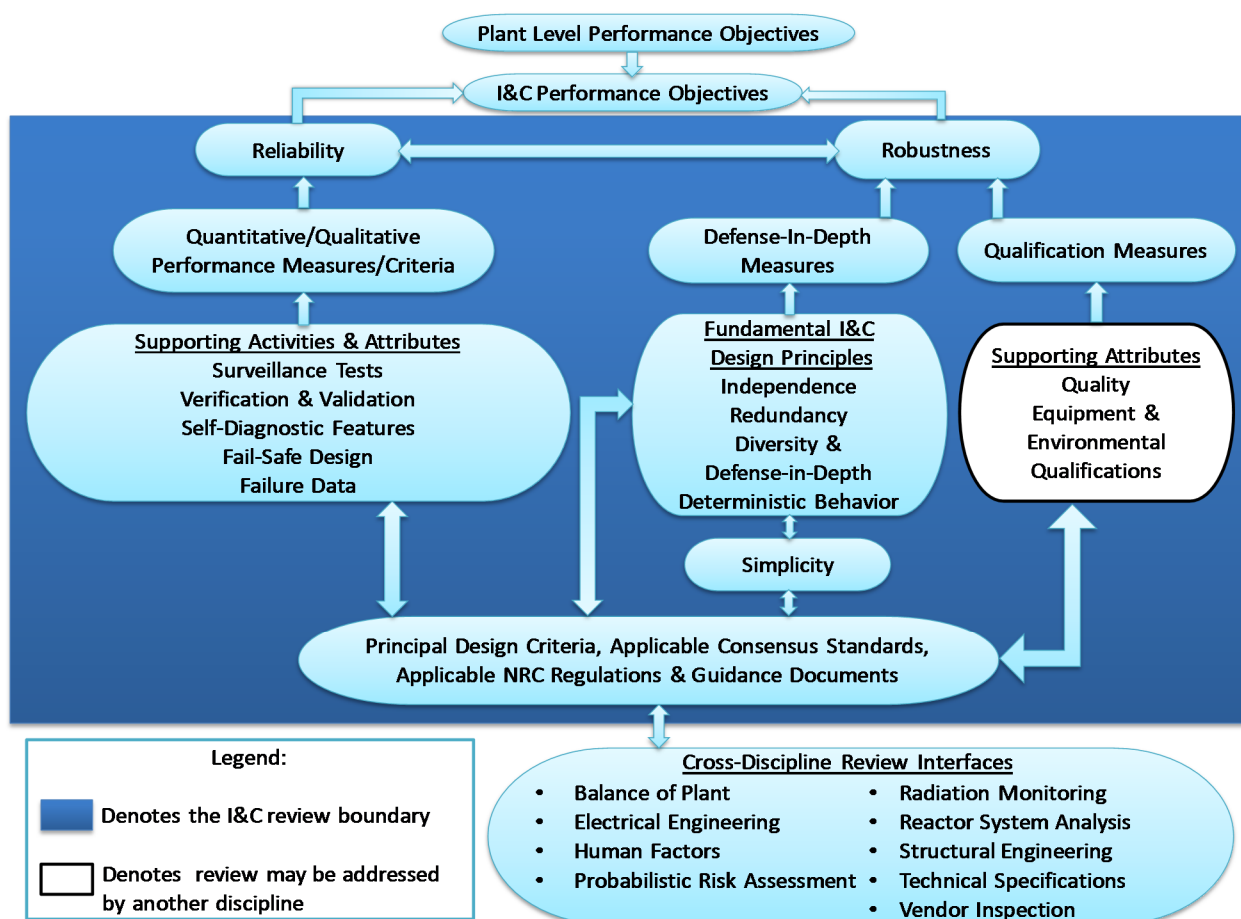 Plant Level Performance Objectives
I&C Performance Objectives
Reliability
Robustness
Quantitative/Qualitative
Performance Measures/Criteria
Defense-In-Depth
Measures
Qualification Measures
Supporting Activities & Attributes
Surveillance Tests
Verification & Validation
Self-Diagnostic Features
Fail-Safe Design
Failure Data
Fundamental I&C
Design Principles
Independence
Redundancy
Diversity &
Defense-in-Depth
Deterministic Behavior
Supporting Attributes
Quality
Equipment &
Environmental
Qualifications
Simplicity
Principal Design Criteria, Applicable Consensus Standards,
Applicable NRC Regulations & Guidance Documents
Legend:
Denotes the I&C review boundary
Denotes review may be addressed
by another discipline
Cross-Discipline Review Interfaces
• Balance of Plant
• Electrical Engineering
• Human Factors
• Probabilistic Risk Assessment
• Radiation Monitoring
• Reactor System Analysis
• Structural Engineering
• Technical Specifications
• Vendor Inspection